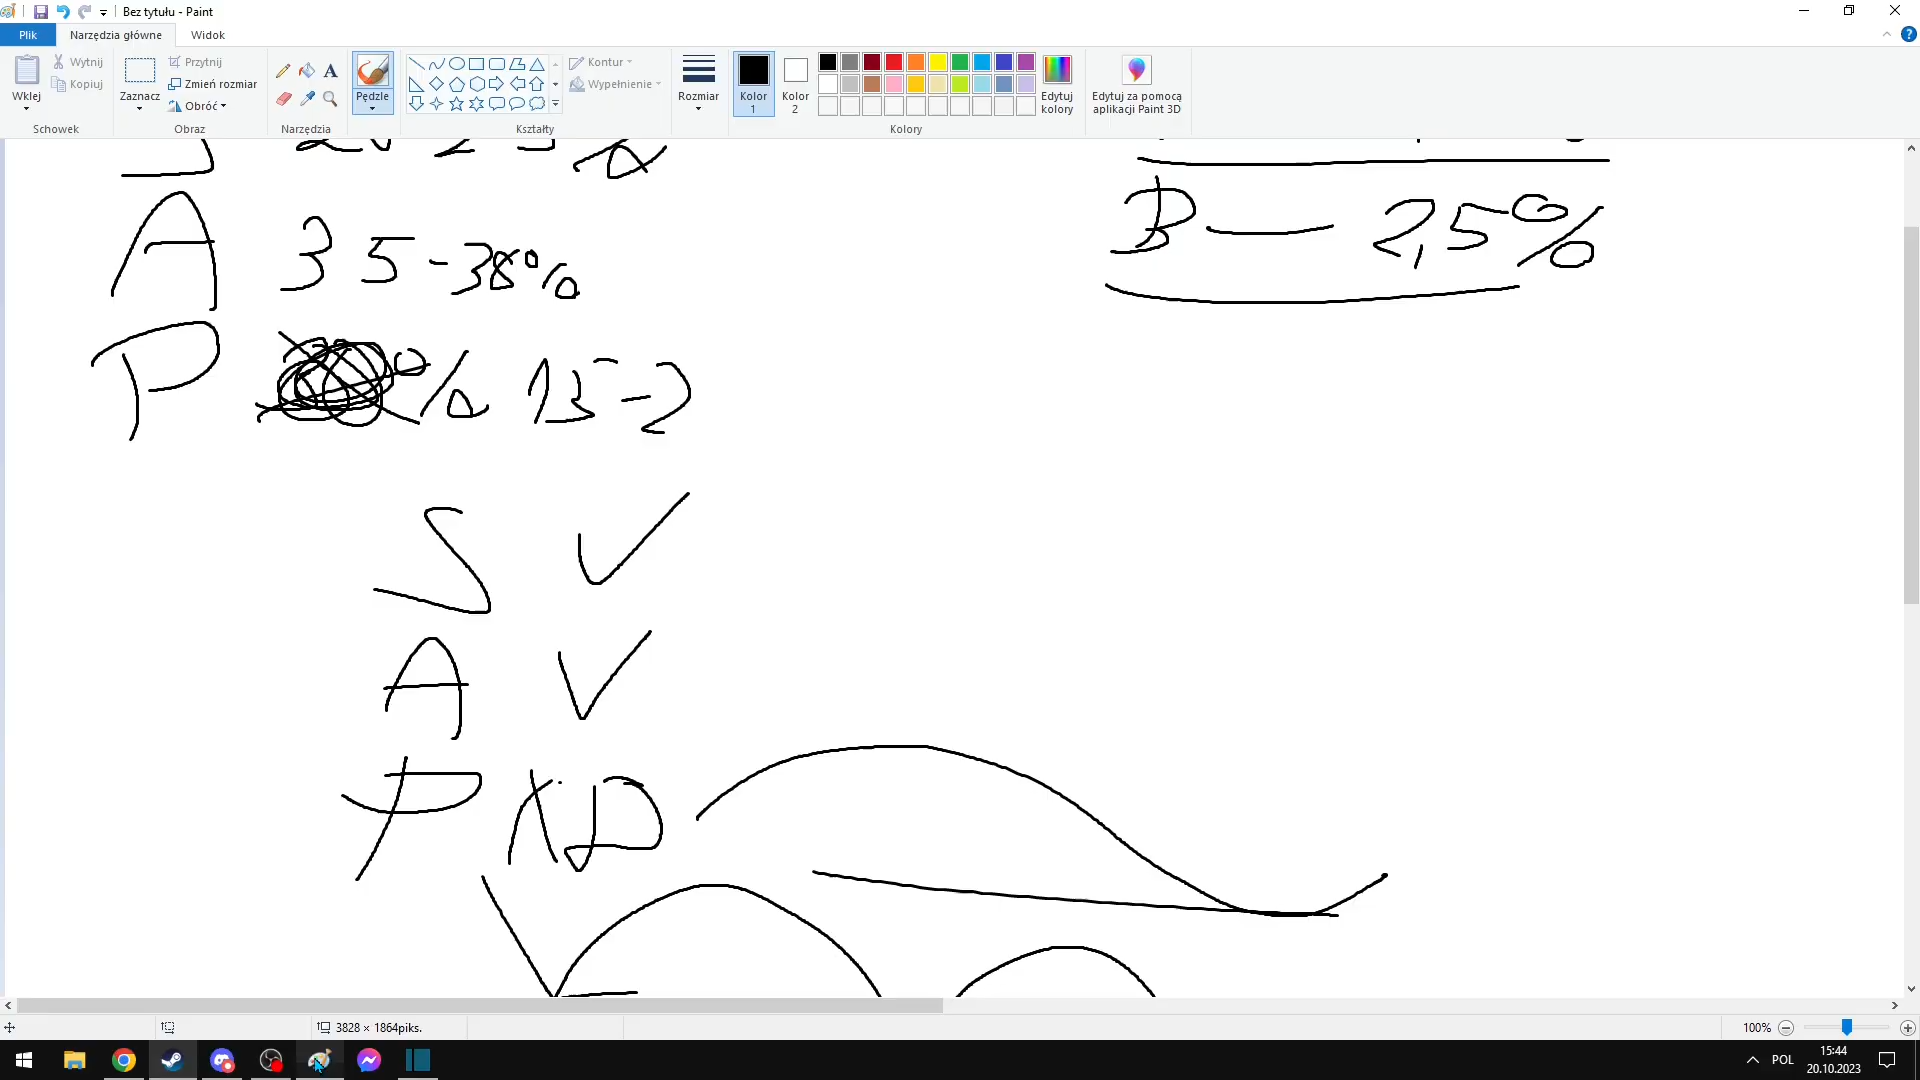 Bez tytułu - Paint
Plik Narzędzia główne Widok
Wklej
Wytnij
Kopiuj
Schowek
Zaznacz
Przytnij
Zmień rozmiar
Obróć
Obraz
A
Narzędzia
Pędzle
Kontur
Wypełnienie
Kształty
Rozmiar
Kolor 1
Kolor 2
Edytuj kolory
Kolory
Edytuj za pomocą aplikacji Paint 3D
A 35-38%
B — 2,5%
P % 15-2
S
A
P XD
3828 × 1864piks.
100%
POL
15:44
20.10.2023